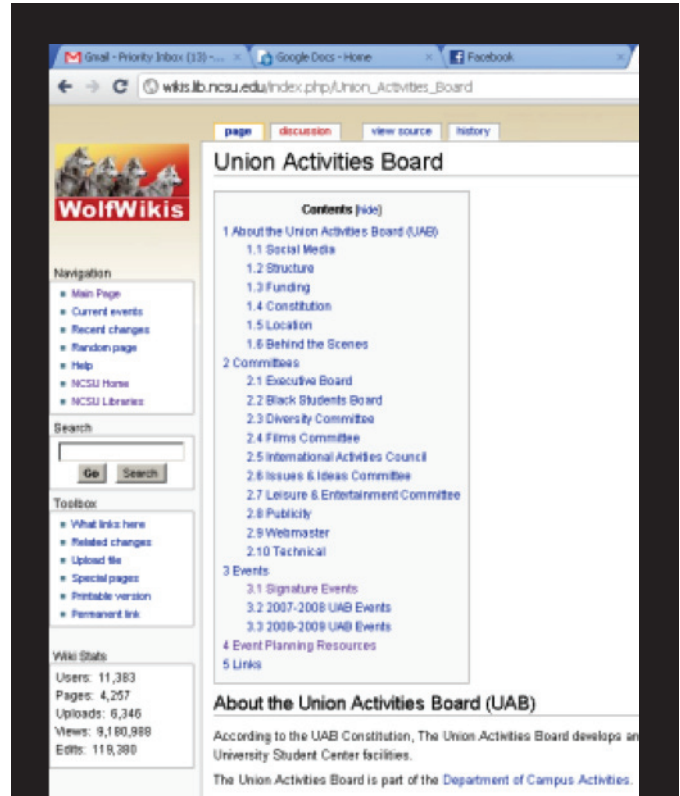 Gmail - Priority Inbox (13) -...
Google Docs - Home
Facebook
wikis.lib.ncsu.edu/index.php/Union_Activities_Board
page
discussion
view source
history
WolfWikis
Union Activities Board
Navigation
Main Page
Current events
Recent changes
Random page
Help
NCSU Home
NCSU Libraries
Search
Go
Search
Toolbox
What links here
Related changes
Upload file
Special pages
Printable version
Permanent link
Wiki Stats
Users: 11,383
Pages: 4,257
Uploads: 6,346
Views: 9,180,988
Edits: 119,380
Contents [hide]
1 About the Union Activities Board (UAB)
1.1 Social Media
1.2 Structure
1.3 Funding
1.4 Constitution
1.5 Location
1.6 Behind the Scenes
2 Committees
2.1 Executive Board
2.2 Black Students Board
2.3 Diversity Committee
2.4 Films Committee
2.5 International Activities Council
2.6 Issues & Ideas Committee
2.7 Leisure & Entertainment Committee
2.8 Publicity
2.9 Webmaster
2.10 Technical
3 Events
3.1 Signature Events
3.2 2007-2008 UAB Events
3.3 2008-2009 UAB Events
4 Event Planning Resources
5 Links
About the Union Activities Board (UAB)
According to the UAB Constitution, The Union Activities Board develops an
University Student Center facilities.
The Union Activities Board is part of the Department of Campus Activities.